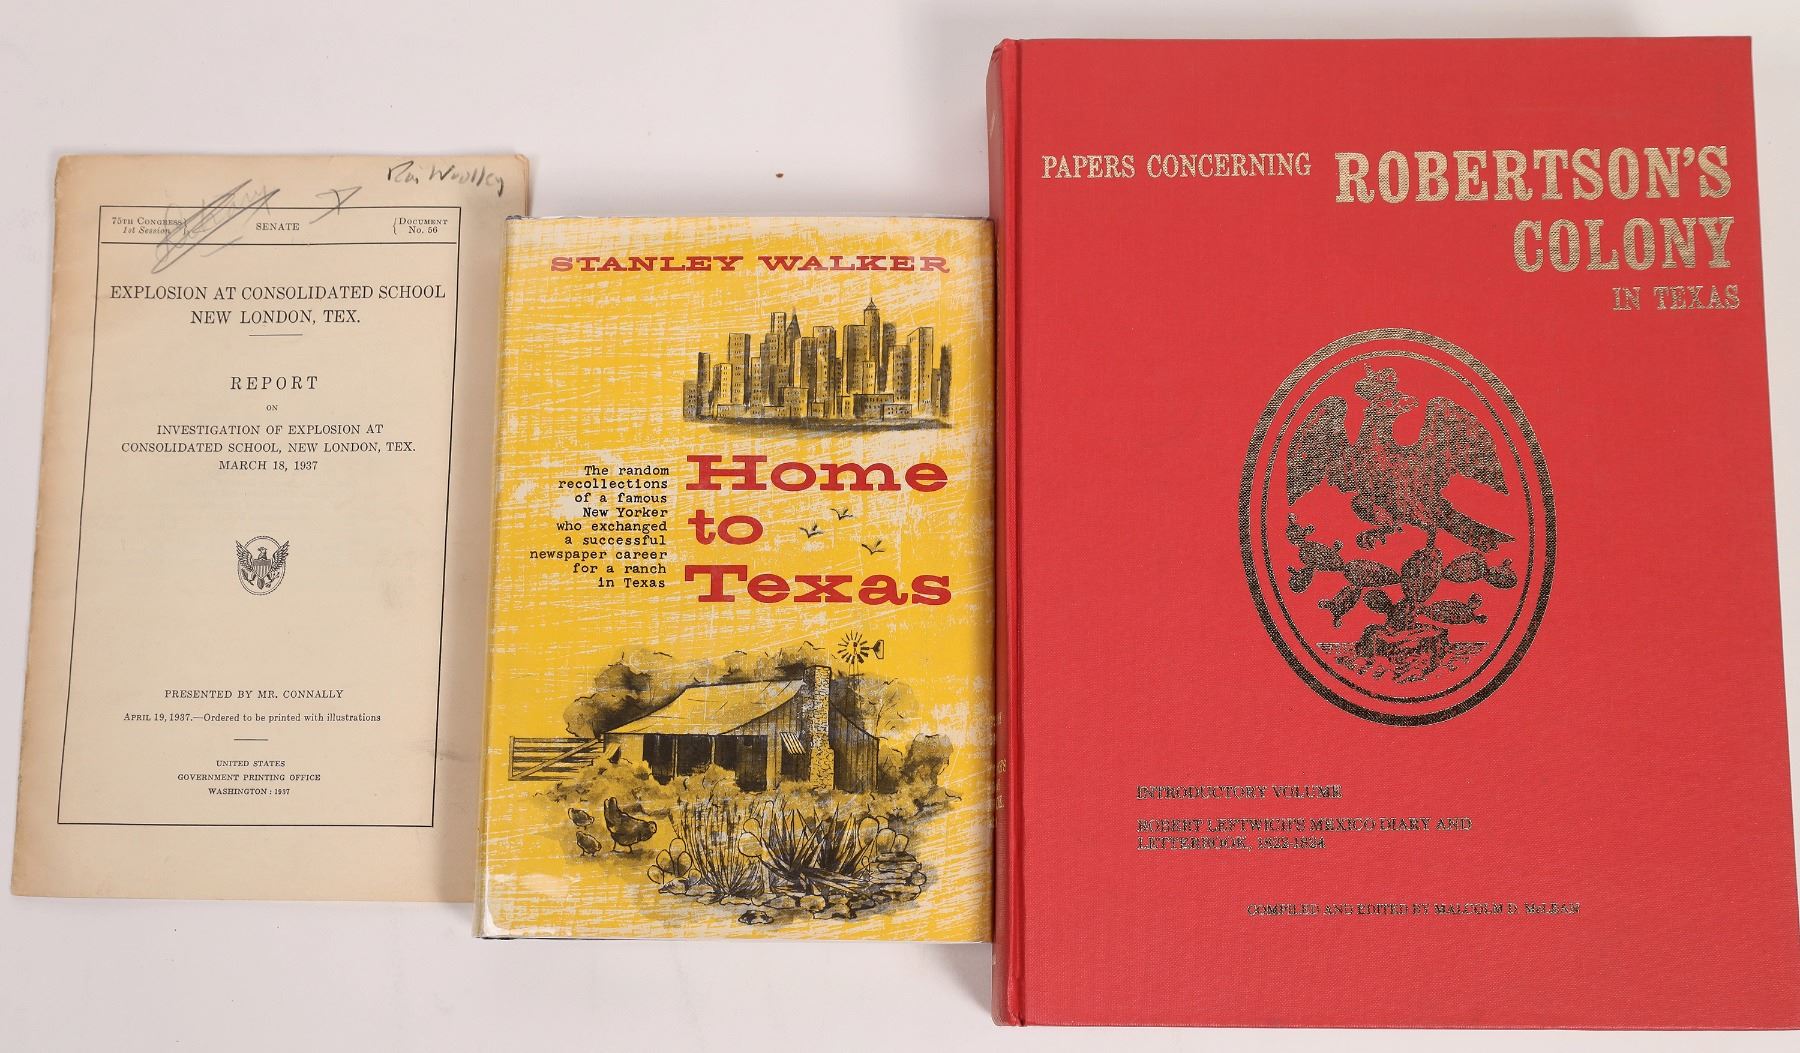 Woolley
75TH CONGRESS
1st Session
SENATE
DOCUMENT
No. 56
EXPLOSION AT CONSOLIDATED SCHOOL
NEW LONDON, TEX.
REPORT
ON
INVESTIGATION OF EXPLOSION AT
CONSOLIDATED SCHOOL, NEW LONDON, TEX.
MARCH 18, 1937
PRESENTED BY MR. CONNALLY
APRIL 19, 1937.—Ordered to be printed with illustrations
UNITED STATES
GOVERNMENT PRINTING OFFICE
WASHINGTON : 1937
STANLEY WALKER
The random
recollections
of a famous
New Yorker
who exchanged
a successful
newspaper career
for a ranch
in Texas
Home
to
Texas
PAPERS CONCERNING ROBERTSON'S
COLONY
IN TEXAS
INTRODUCTORY VOLUME
ROBERT LEFTWICH'S MEXICO DIARY AND
LETTERBOOK, 1822-1824
COMPILED AND EDITED BY MALCOLM D. McLEAN